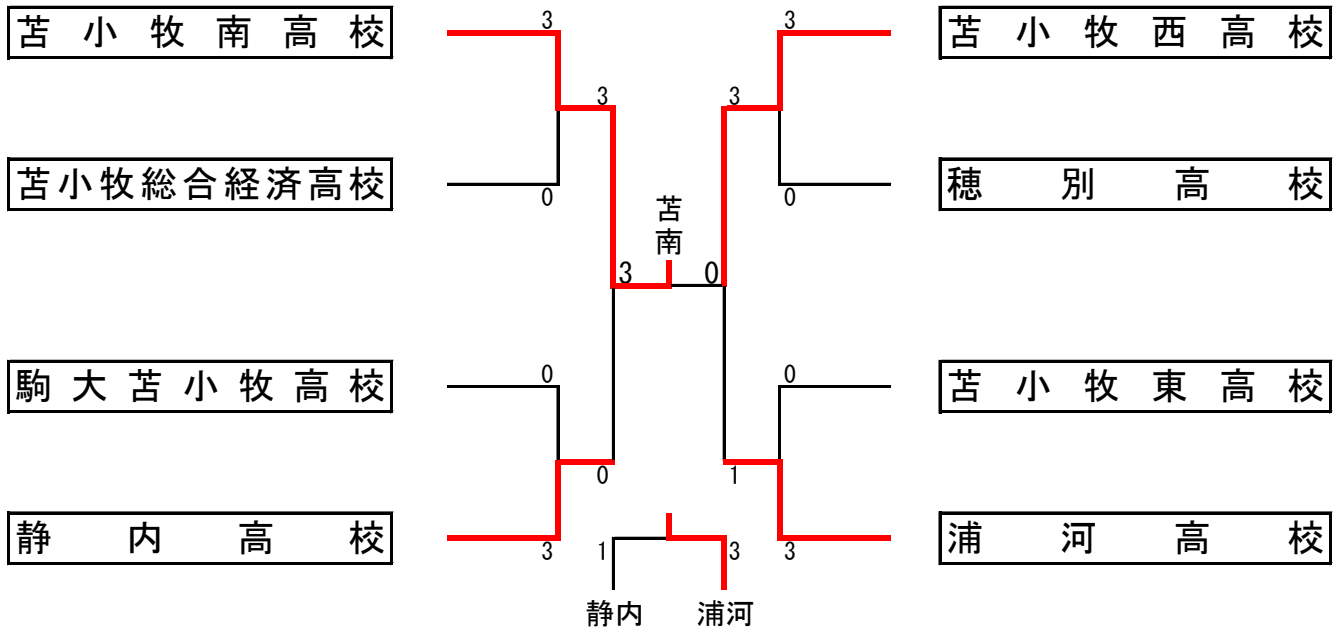 3 3
苫小牧南高校 苫小牧西高校
3 3
苫小牧総合経済高校 穂別高校
0 0
苫南
3 0
0 0
駒大苫小牧高校 苫小牧東高校
0 1
静内高校 浦河高校
3 1 3 3
静内 浦河